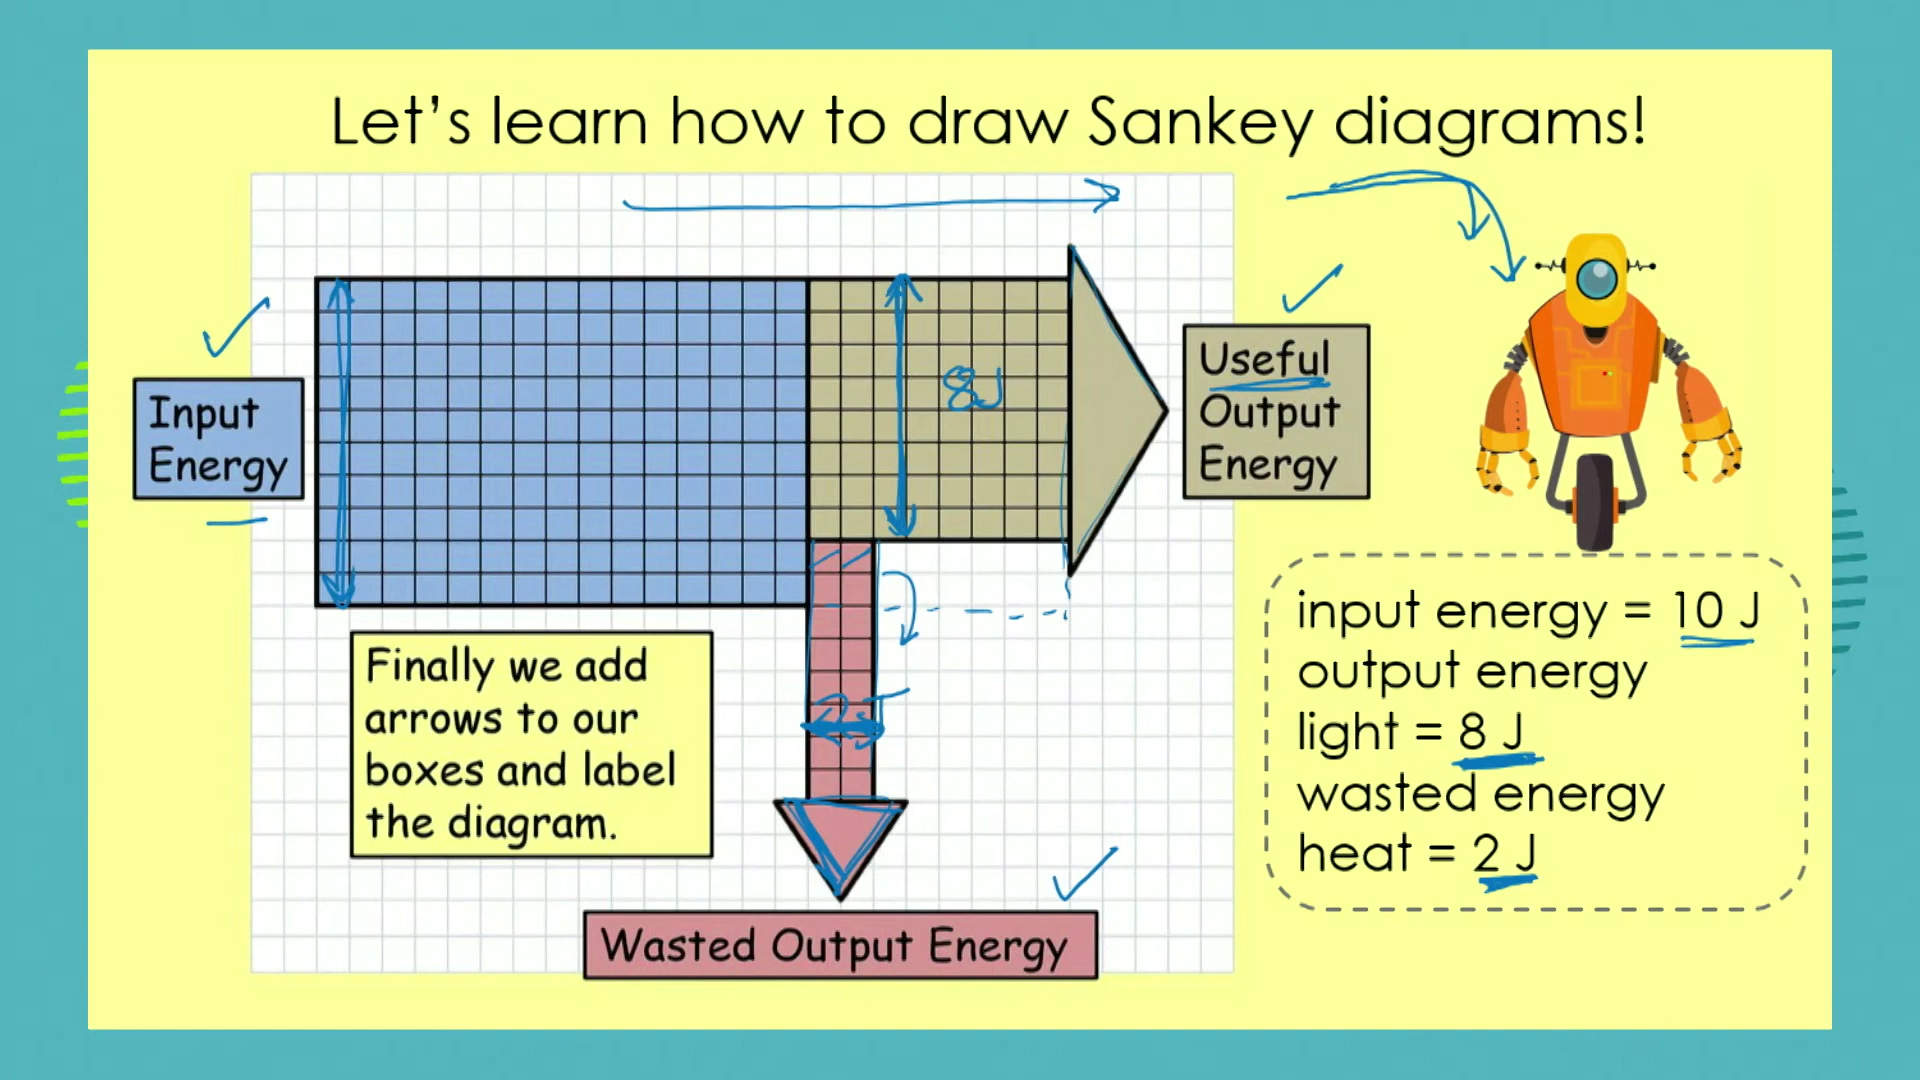 Let's learn how to draw Sankey diagrams!
Input
Energy
8J
Useful
Output
Energy
Finally we add
arrows to our
boxes and label
the diagram.
2J
Wasted Output Energy
input energy = 10 J
output energy
light = 8 J
wasted energy
heat = 2 J